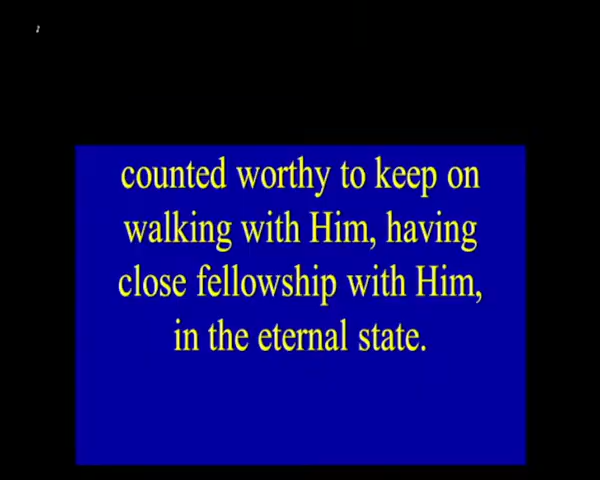 counted worthy to keep on
walking with Him, having
close fellowship with Him,
in the eternal state.